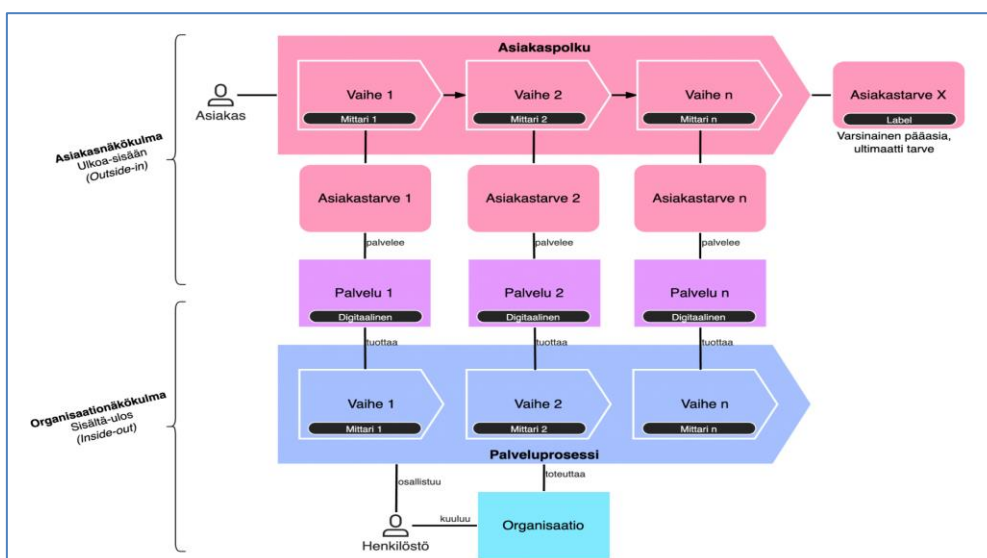 Asiakaspolku
Vaihe 1
Vaihe 2
Vaihe n
Mittari 1
Mittari 2
Mittari n
Asiakas
Asiakastarve X
Label
Varsinainen pääasia,
ultimaatti tarve
Asiakasnäkökulma
Ulkoa-sisään
(Outside-in)
Asiakastarve 1
Asiakastarve 2
Asiakastarve n
palvelee
palvelee
palvelee
Palvelu 1
Palvelu 2
Palvelu n
Digitaalinen
Digitaalinen
Digitaalinen
tuottaa
tuottaa
tuottaa
Organisaationäkökulma
Sisältä-ulos
(Inside-out)
Vaihe 1
Vaihe 2
Vaihe n
Mittari 1
Mittari 2
Mittari n
Palveluprosessi
osallistuu
toteuttaa
kuuluu
Henkilöstö
Organisaatio